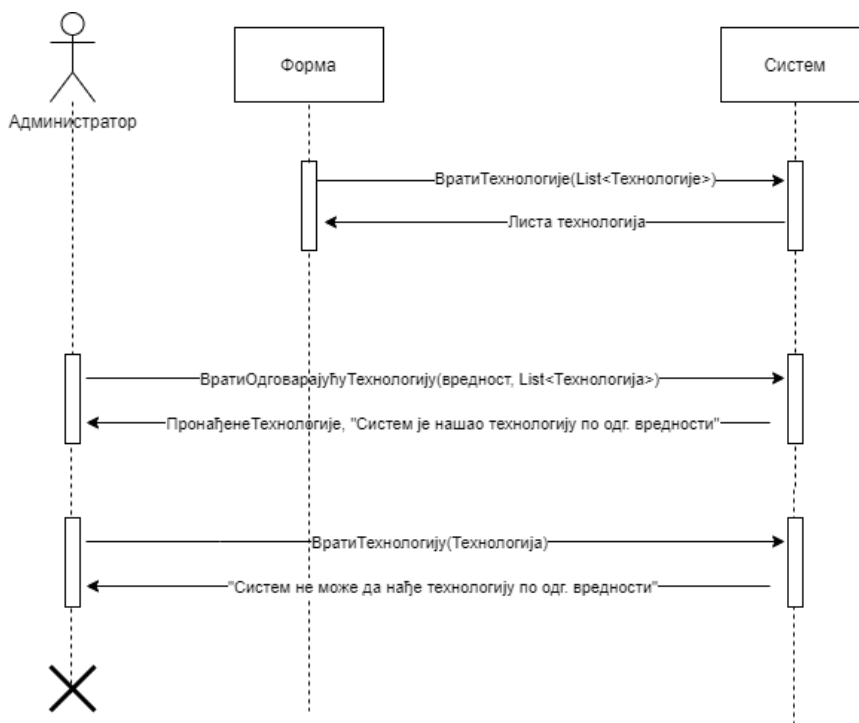 Форма
Систем
Администратор
ВратиТехнологије(List<Технологије>)
Листа технологија
ВратиОдговарајућуТехнологију(вредност, List<Технологија>)
ПронађенеТехнологије, "Систем је нашао технологију по одг. вредности"
ВратиТехнологију(Технологија)
"Систем не може да нађе технологију по одг. вредности"